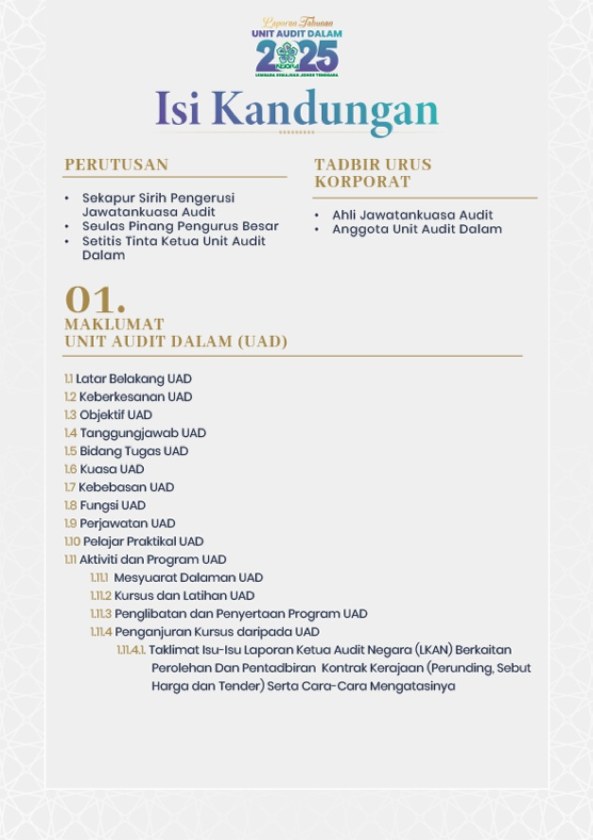 Laporan Tahunan
UNIT AUDIT DALAM
2025
LEMBAGA KEMAJUAN JOHOR TENGGARA
Isi Kandungan
PERUTUSAN
• Sekapur Sirih Pengerusi
Jawatankuasa Audit
• Seulas Pinang Pengurus Besar
• Setitis Tinta Ketua Unit Audit
Dalam
TADBIR URUS
KORPORAT
• Ahli Jawatankuasa Audit
• Anggota Unit Audit Dalam
01.
MAKLUMAT
UNIT AUDIT DALAM (UAD)
1.1 Latar Belakang UAD
1.2 Keberkesanan UAD
1.3 Objektif UAD
1.4 Tanggungjawab UAD
1.5 Bidang Tugas UAD
1.6 Kuasa UAD
1.7 Kebebasan UAD
1.8 Fungsi UAD
1.9 Perjawatan UAD
1.10 Pelajar Praktikal UAD
1.11 Aktiviti dan Program UAD
1.11.1 Mesyuarat Dalaman UAD
1.11.2 Kursus dan Latihan UAD
1.11.3 Penglibatan dan Penyertaan Program UAD
1.11.4 Penganjuran Kursus daripada UAD
1.11.4.1. Taklimat Isu-Isu Laporan Ketua Audit Negara (LKAN) Berkaitan
Perolehan Dan Pentadbiran Kontrak Kerajaan (Perunding, Sebut
Harga dan Tender) Serta Cara-Cara Mengatasinya